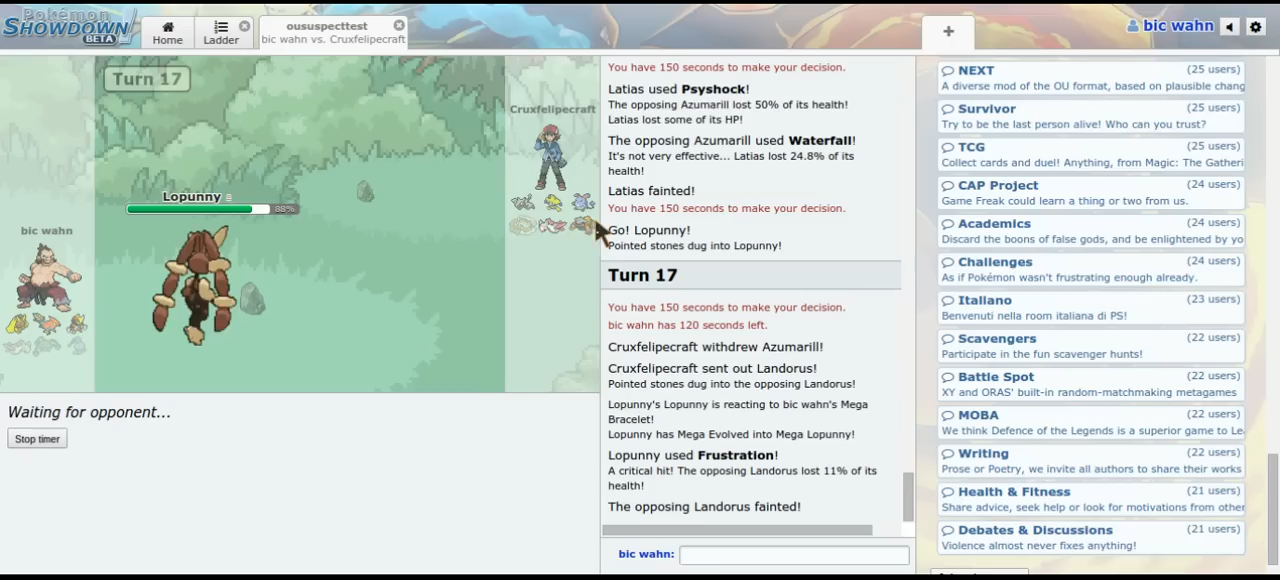 Pokémon
SHOWDOWN
BETA
Home
Ladder
oususpecttest
bic wahn vs. Cruxfelipecraft
+
bic wahn
Turn 17
Cruxfelipecraft
Lopunny
88%
bic wahn
Waiting for opponent...
Stop timer
You have 150 seconds to make your decision.
Latias used Psyshock!
The opposing Azumarill lost 50% of its health!
Latias lost some of its HP!
The opposing Azumarill used Waterfall!
It's not very effective... Latias lost 24.8% of its
health!
Latias fainted!
You have 150 seconds to make your decision.
Go! Lopunny!
Pointed stones dug into Lopunny!
Turn 17
You have 150 seconds to make your decision.
bic wahn has 120 seconds left.
Cruxfelipecraft withdrew Azumarill!
Cruxfelipecraft sent out Landorus!
Pointed stones dug into the opposing Landorus!
Lopunny's Lopunny is reacting to bic wahn's Mega
Bracelet!
Lopunny has Mega Evolved into Mega Lopunny!
Lopunny used Frustration!
A critical hit! The opposing Landorus lost 11% of its
health!
The opposing Landorus fainted!
bic wahn:
NEXT (25 users)
A diverse mod of the OU format, based on plausible chang
Survivor (25 users)
Try to be the last person alive! Who can you trust?
TCG (25 users)
Collect cards and duel! Anything, from Magic: The Gatheri
CAP Project (24 users)
Game Freak could learn a thing or two from us.
Academics (24 users)
Discard the boons of false gods, and be enlightened by yo
Challenges (24 users)
As if Pokémon wasn't frustrating enough already.
Italiano (23 users)
Benvenuti nella room italiana di PS!
Scavengers (22 users)
Participate in the fun scavenger hunts!
Battle Spot (22 users)
XY and ORAS' built-in random-matchmaking metagames
MOBA (22 users)
We think Defence of the Legends is a superior game to Le
Writing (22 users)
Prose or Poetry, we invite all authors to share their works
Health & Fitness (21 users)
Share advice, seek help or look for motivations from other
Debates & Discussions (21 users)
Violence almost never fixes anything!